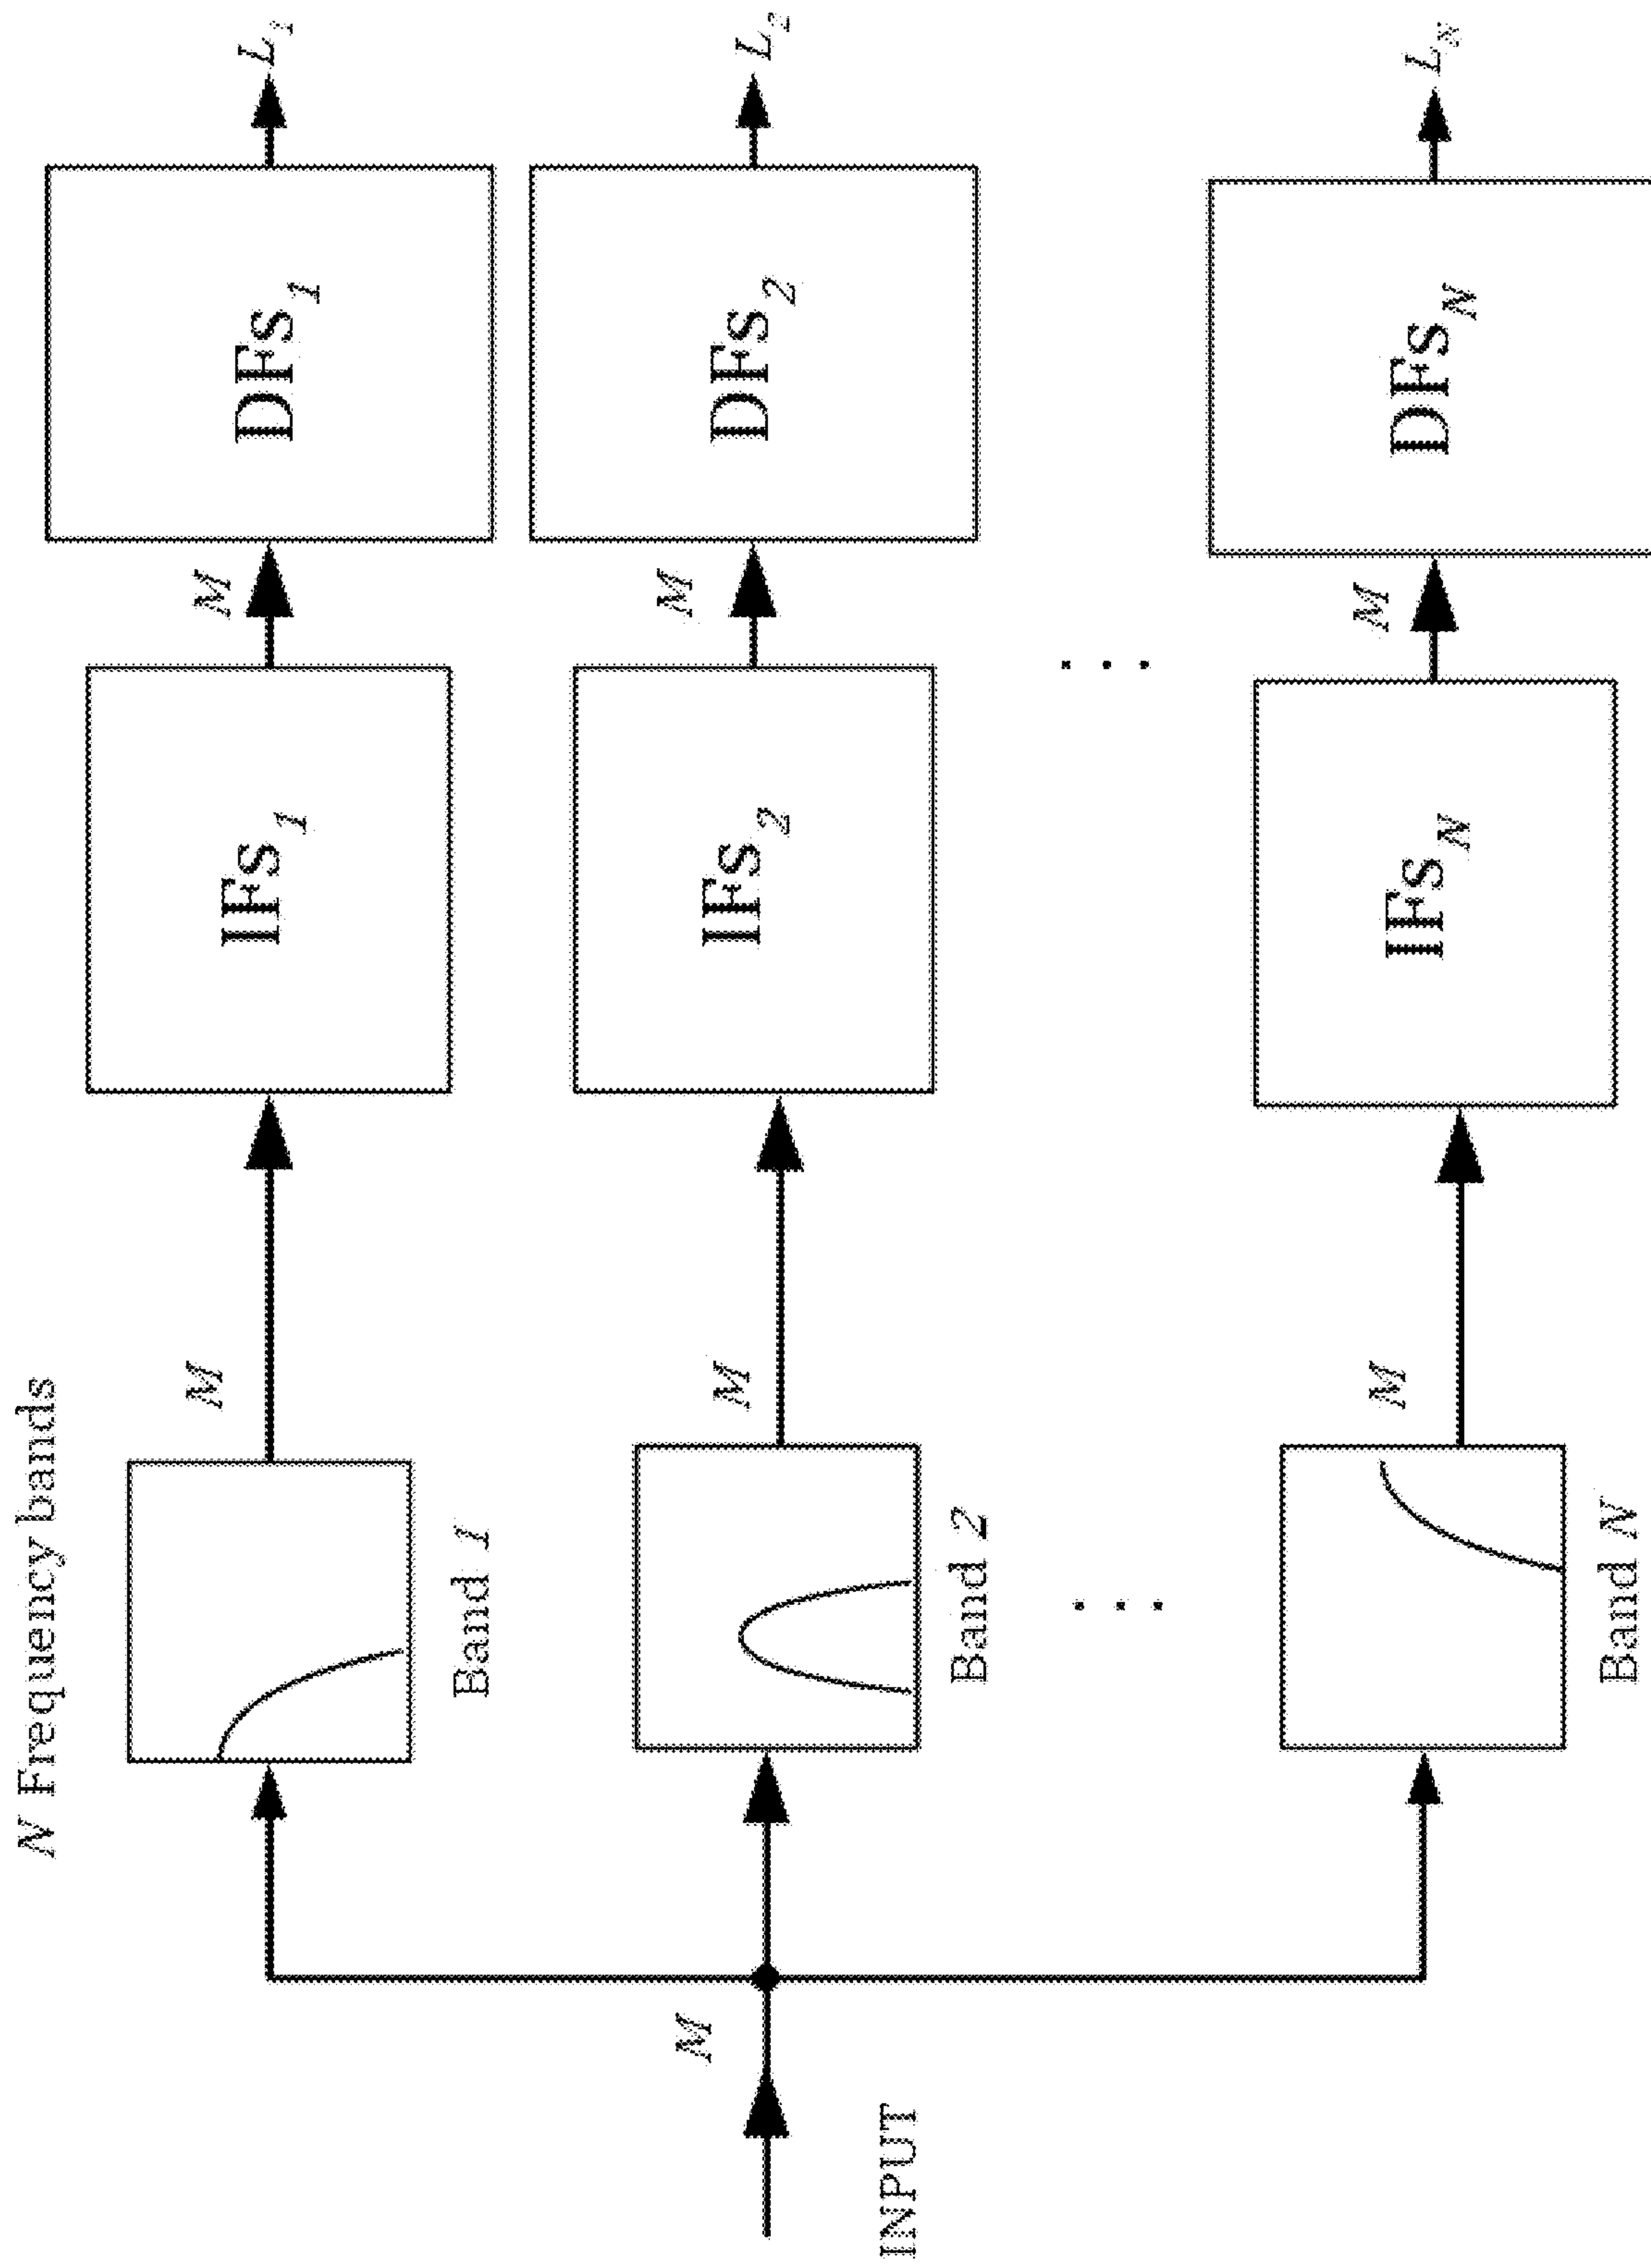 N Frequency bands
INPUT
M
Band 1
M
IFs1
M
DFs1
L1
Band 2
M
IFs2
M
DFs2
L2
. . .
. . .
Band N
M
IFsN
M
DFsN
LN